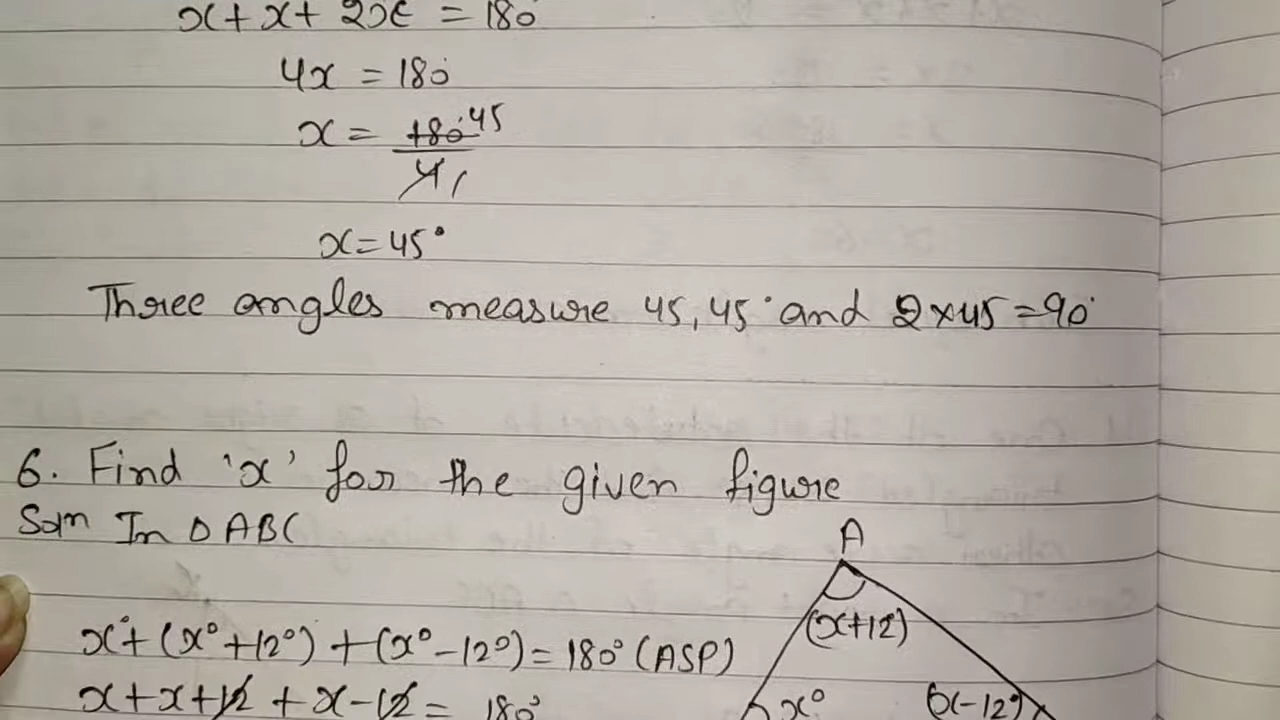 x + x + 2x = 180
4x = 180°
x = 180° 45
4 1
x = 45°
Three angles measure 45, 45° and 2 × 45 = 90°
6. Find 'x' for the given figure
Soln In Δ ABC
A
(x+12)
x° + (x° + 12°) + (x° − 12°) = 180° (ASP)
x + x + 12 + x − 12 = 180°
x°
(x−12°)